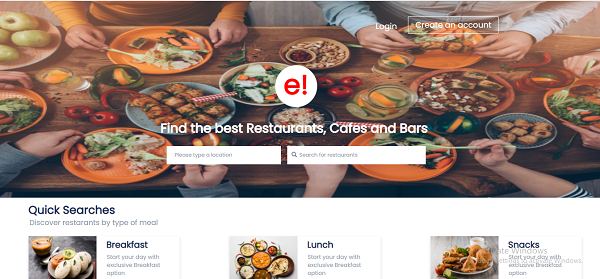 Login
Create an account
e!
Find the best Restaurants, Cafes and Bars
Please type a location
Search for restaurants
Quick Searches
Discover restarants by type of meal
Breakfast
Start your day with
exclusive Breakfast
option
Lunch
Start your day with
exclusive Breakfast
option
Snacks
Start your day with
exclusive Breakfast
option
Windows